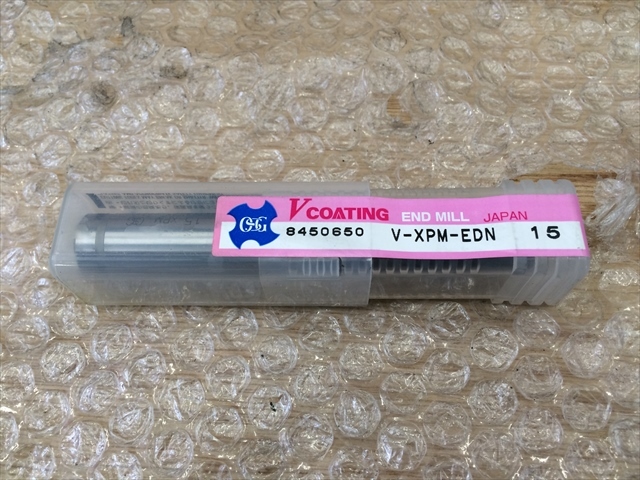 OSG
V COATING END MILL JAPAN
8450650 V-XPM-EDN 15